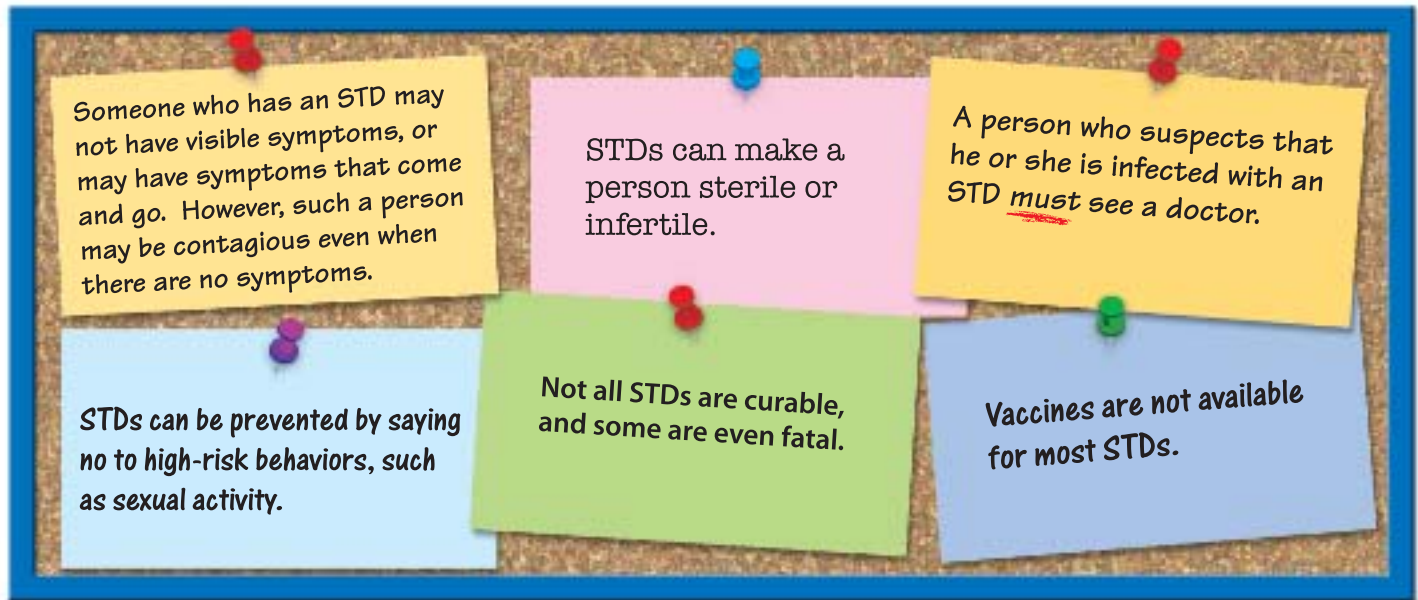 Someone who has an STD may
not have visible symptoms, or
may have symptoms that come
and go. However, such a person
may be contagious even when
there are no symptoms.
STDs can make a
person sterile or
infertile.
A person who suspects that
he or she is infected with an
STD must see a doctor.
STDs can be prevented by saying
no to high-risk behaviors, such
as sexual activity.
Not all STDs are curable,
and some are even fatal.
Vaccines are not available
for most STDs.